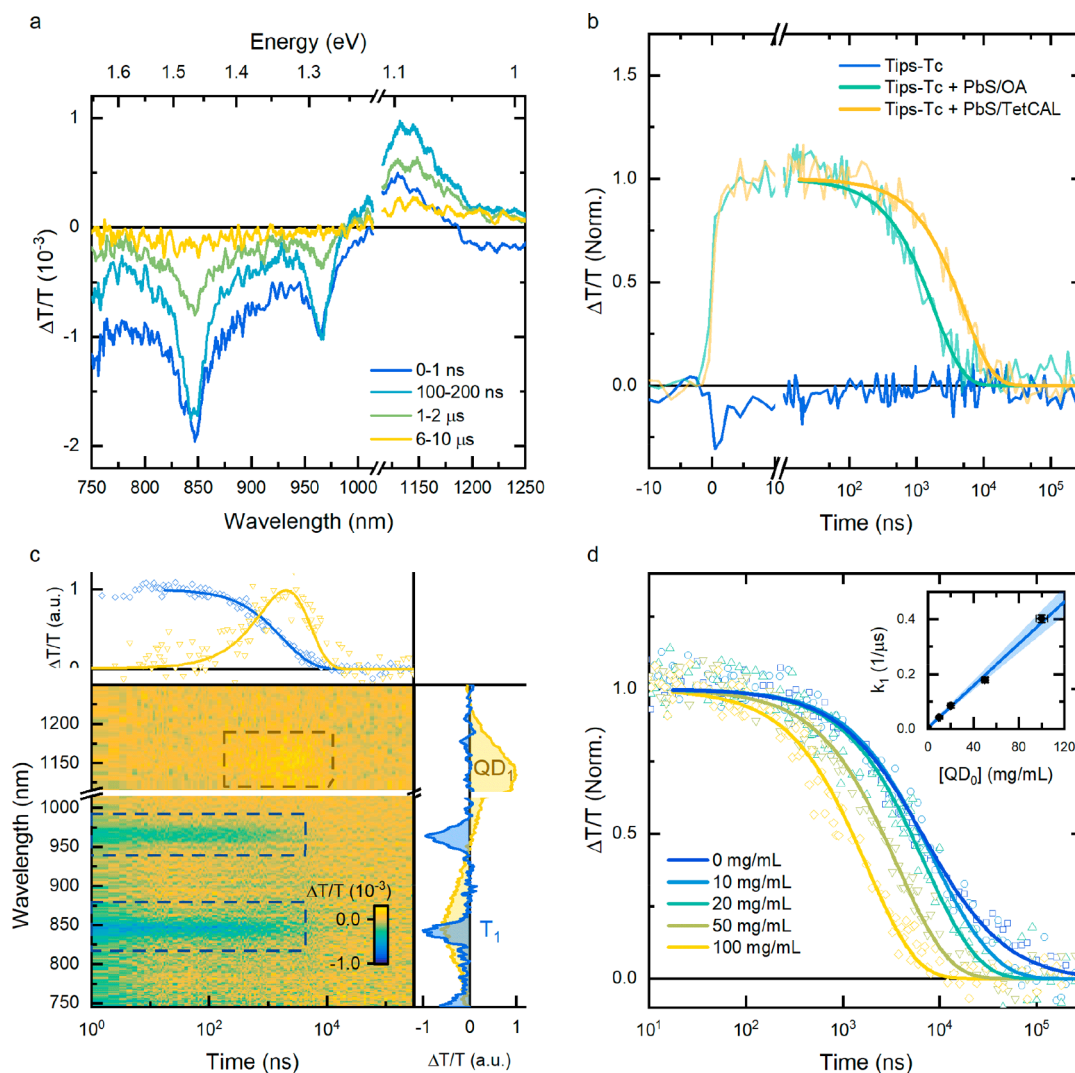 a
Energy (eV)
1.6 1.5 1.4 1.3 1.1 1
ΔT/T (10⁻³)
1
0
-1
-2
0-1 ns
100-200 ns
1-2 μs
6-10 μs
750 800 850 900 950 1000 1150 1200 1250
Wavelength (nm)
b
ΔT/T (Norm.)
1.5
1.0
0.5
0.0
Tips-Tc
Tips-Tc + PbS/OA
Tips-Tc + PbS/TetCAL
-10 0 10 10² 10³ 10⁴ 10⁵
Time (ns)
c
ΔT/T (a.u.)
1
0
Wavelength (nm)
1200
1150
1000
950
900
850
800
750
ΔT/T (10⁻³)
0.0
-1.0
10⁰ 10² 10⁴
Time (ns)
QD₁
T₁
-1 0 1
ΔT/T (a.u.)
d
ΔT/T (Norm.)
1.5
1.0
0.5
0.0
0 mg/mL
10 mg/mL
20 mg/mL
50 mg/mL
100 mg/mL
10¹ 10² 10³ 10⁴ 10⁵
Time (ns)
k₁ (1/μs)
0.4
0.2
0.0
0 20 40 60 80 100 120
[QD₀] (mg/mL)